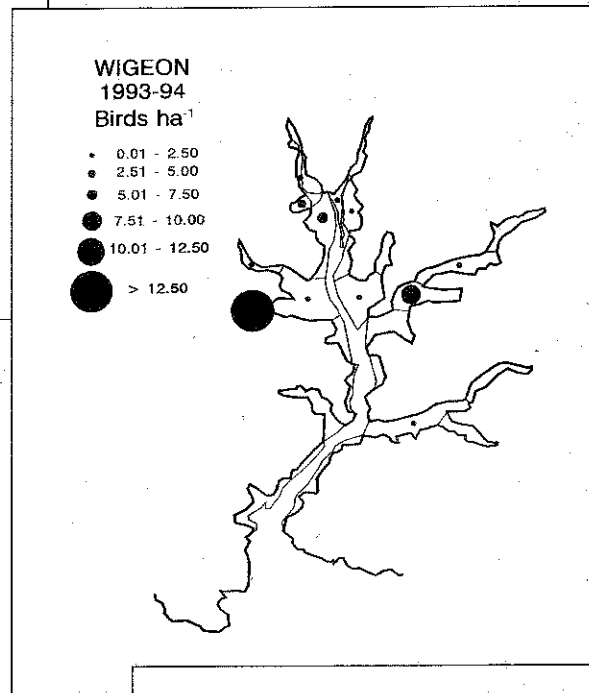 WIGEON
1993-94
Birds ha⁻¹
0.01 - 2.50
2.51 - 5.00
5.01 - 7.50
7.51 - 10.00
10.01 - 12.50
> 12.50